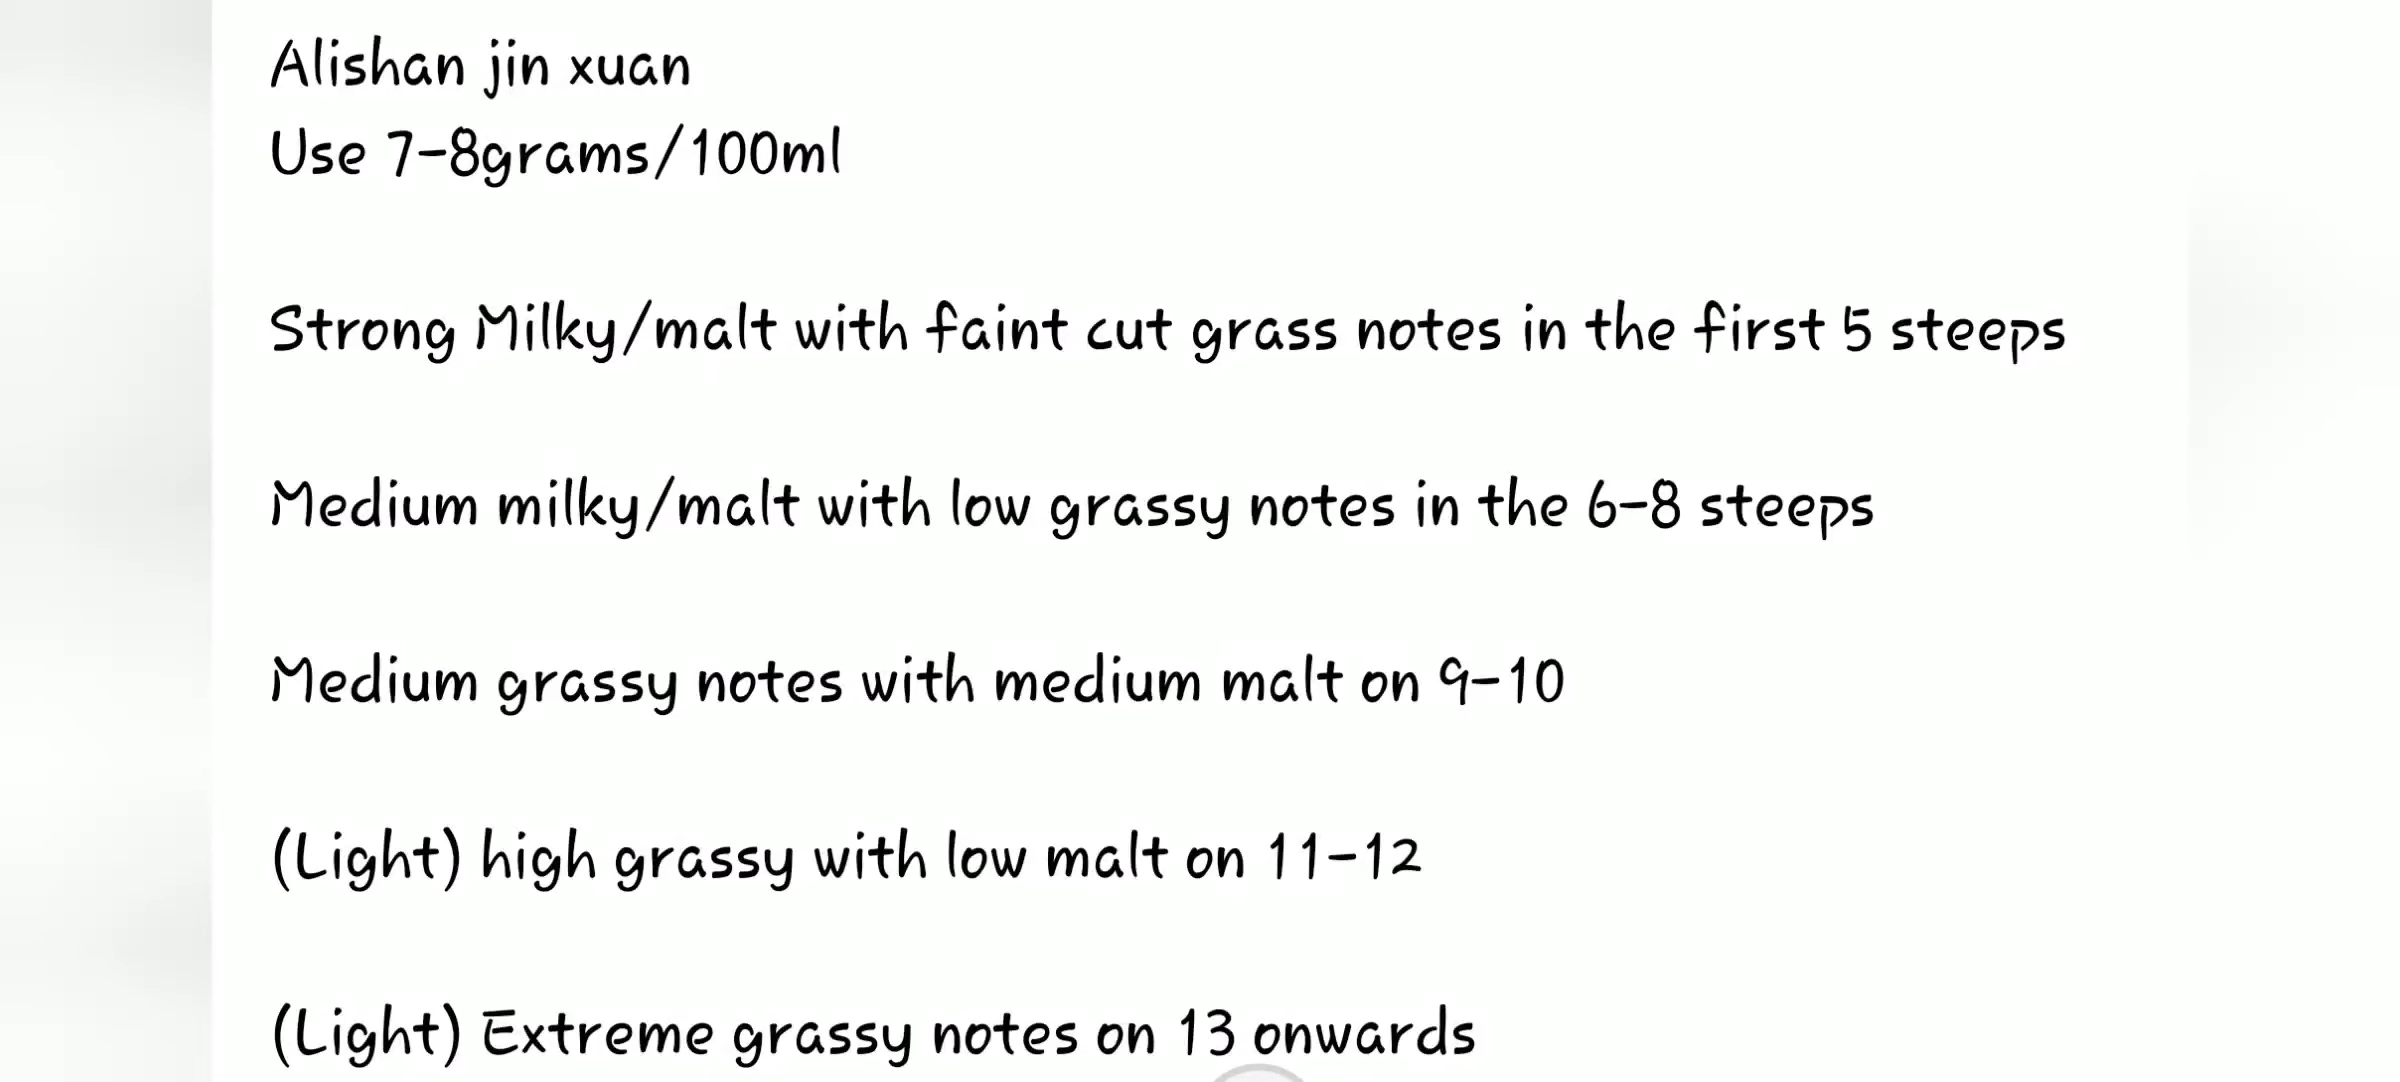 Alishan jin xuan
Use 7-8grams/100ml
Strong Milky/malt with faint cut grass notes in the first 5 steeps
Medium milky/malt with low grassy notes in the 6-8 steeps
Medium grassy notes with medium malt on 9-10
(Light) high grassy with low malt on 11-12
(Light) Extreme grassy notes on 13 onwards